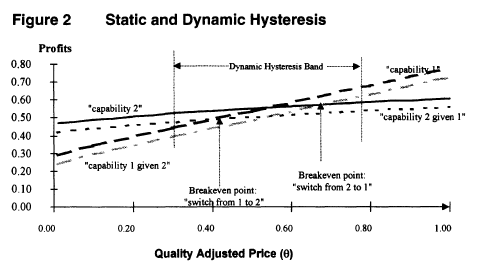 Figure 2 Static and Dynamic Hysteresis
Profits
0.80
0.70
0.60
0.50
0.40
0.30
0.20
0.10
0.00
Dynamic Hysteresis Band
"capability 1"
"capability 2"
"capability 2 given 1"
"capability 1 given 2"
Breakeven point:
"switch from 1 to 2"
Breakeven point:
"switch from 2 to 1"
0.00 0.20 0.40 0.60 0.80 1.00
Quality Adjusted Price (θ)